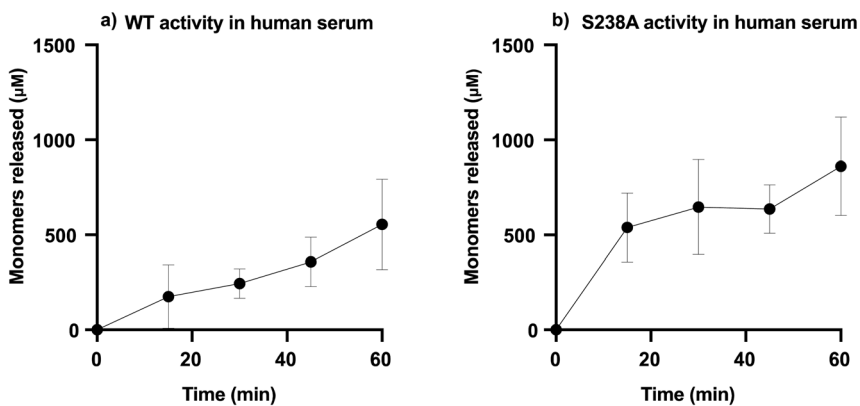 a) WT activity in human serum
1500
1000
500
0
Monomers released (μM)
0 20 40 60
Time (min)
b) S238A activity in human serum
1500
1000
500
0
Monomers released (μM)
0 20 40 60
Time (min)